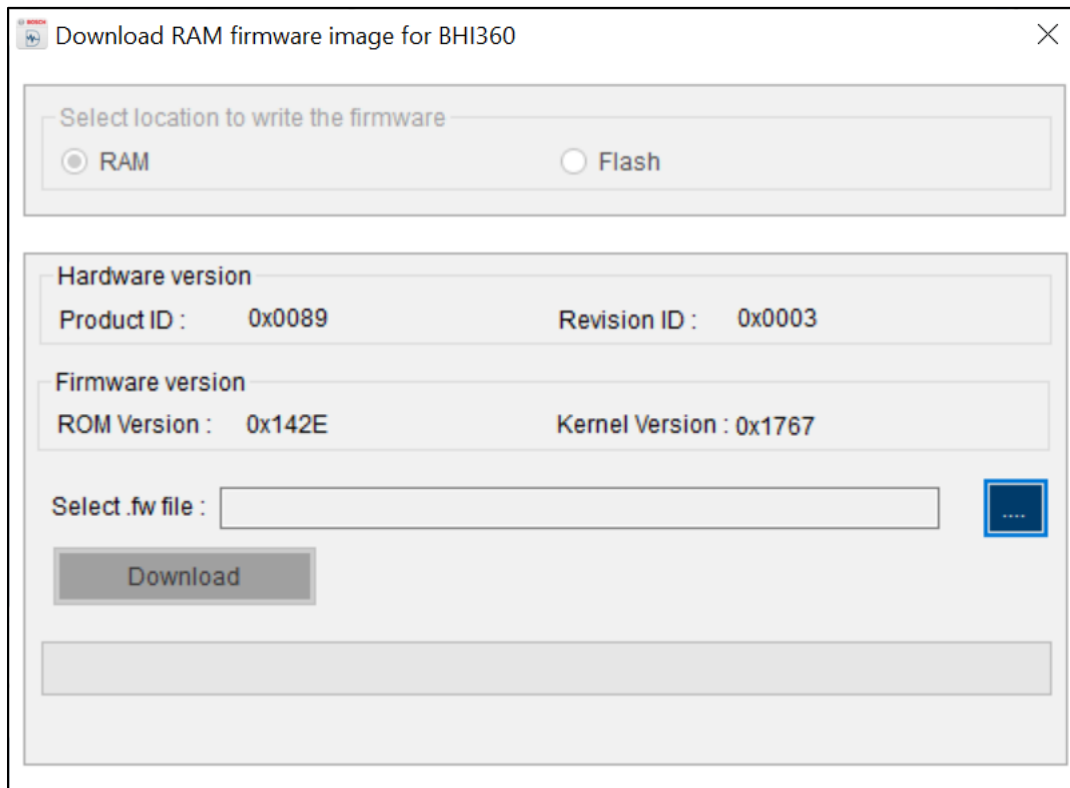 BOSCH
Download RAM firmware image for BHI360
Select location to write the firmware
RAM Flash
Hardware version
Product ID : 0x0089 Revision ID : 0x0003
Firmware version
ROM Version : 0x142E Kernel Version : 0x1767
Select .fw file : ....
Download